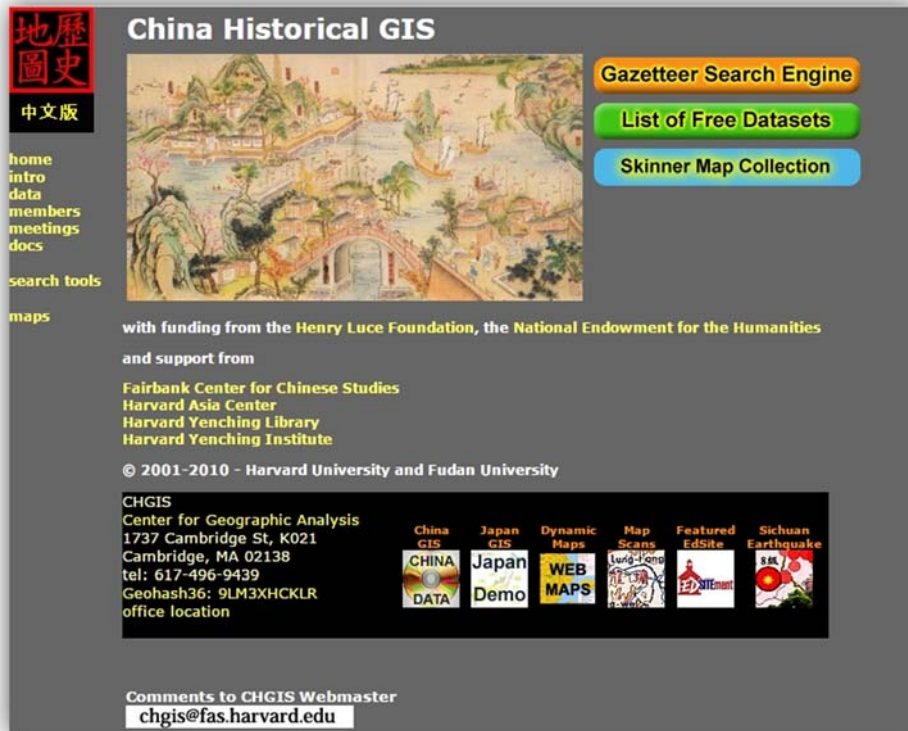 地歷
圖史
中文版
China Historical GIS
Gazetteer Search Engine
List of Free Datasets
Skinner Map Collection
home
intro
data
members
meetings
docs
search tools
maps
with funding from the Henry Luce Foundation, the National Endowment for the Humanities
and support from
Fairbank Center for Chinese Studies
Harvard Asia Center
Harvard Yenching Library
Harvard Yenching Institute
© 2001-2010 - Harvard University and Fudan University
CHGIS
Center for Geographic Analysis
1737 Cambridge St, K021
Cambridge, MA 02138
tel: 617-496-9439
Geohash36: 9LM3XHCKLR
office location
China GIS
CHINA
DATA
Japan GIS
Japan
Demo
Dynamic Maps
WEB
MAPS
Map Scans
Lung-Fang
Featured EdSite
EDSITEment
Sichuan Earthquake
Comments to CHGIS Webmaster
chgis@fas.harvard.edu